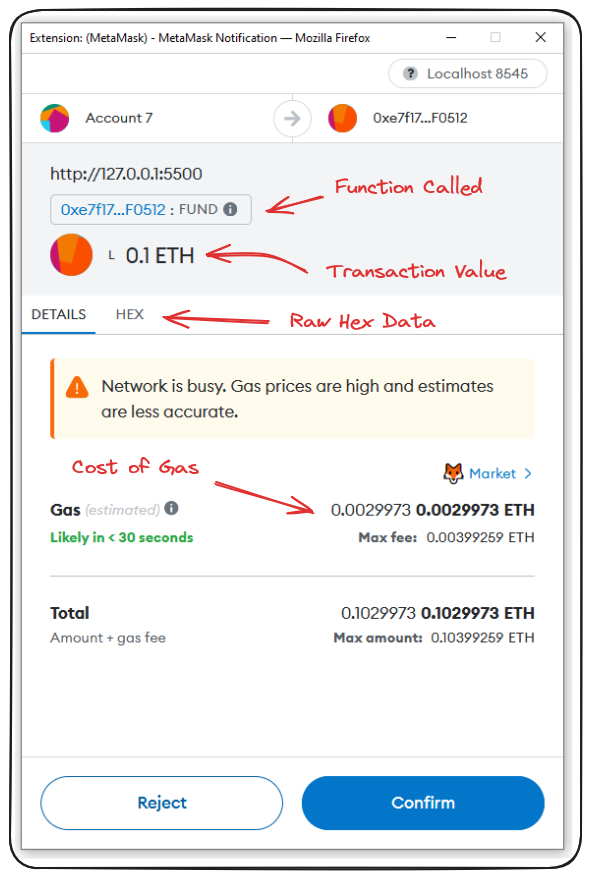 Extension: (MetaMask) - MetaMask Notification — Mozilla Firefox
? Localhost 8545
Account 7
0xe7f17...F0512
http://127.0.0.1:5500
Function Called
0xe7f17...F0512 : FUND
L 0.1 ETH
Transaction Value
DETAILS HEX
Raw Hex Data
Network is busy. Gas prices are high and estimates
are less accurate.
Cost of Gas
Market >
Gas (estimated) 0.0029973 0.0029973 ETH
Likely in < 30 seconds Max fee: 0.00399259 ETH
Total 0.1029973 0.1029973 ETH
Amount + gas fee Max amount: 0.10399259 ETH
Reject Confirm